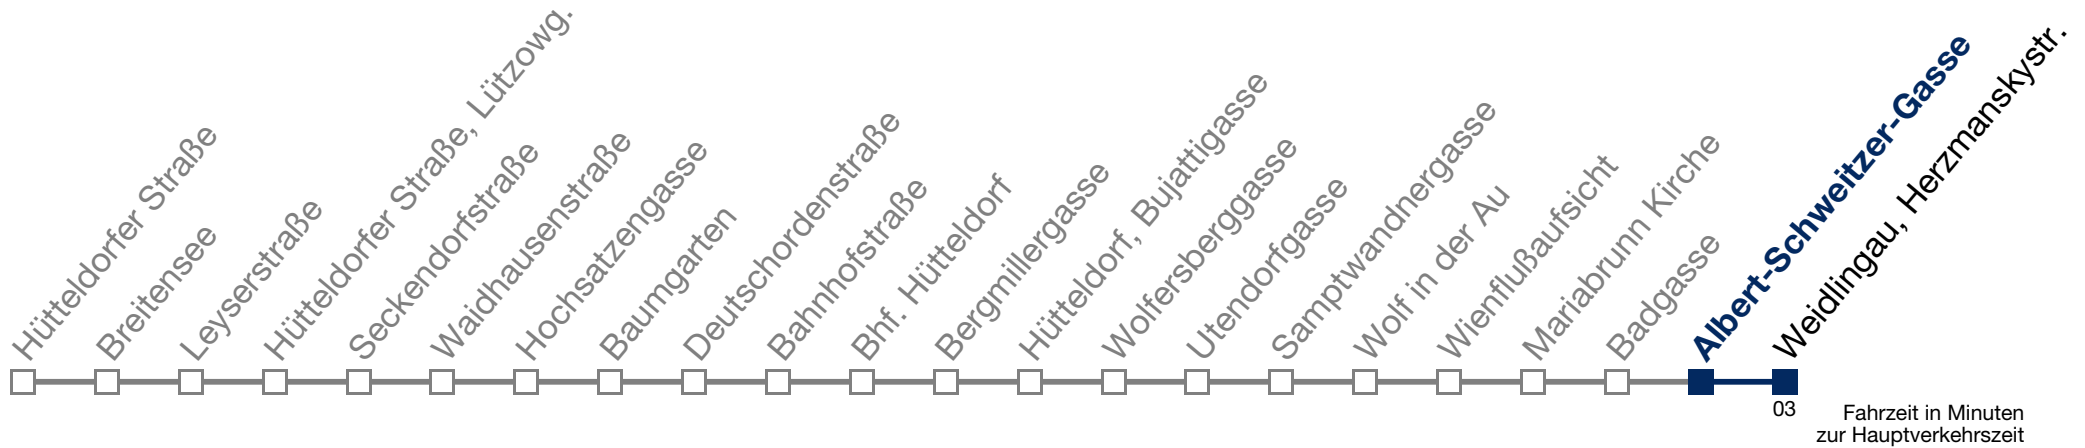 Hütteldorfer Straße
Breitensee
Leyserstraße
Hütteldorfer Straße, Lützowg.
Seckendorfstraße
Waidhausenstraße
Hochsatzengasse
Baumgarten
Deutschordenstraße
Bahnhofstraße
Bhf. Hütteldorf
Bergmillergasse
Hütteldorf, Bujattigasse
Wolfersberggasse
Utendorfgasse
Samptwandnergasse
Wolf in der Au
Wienflußaufsicht
Mariabrunn Kirche
Badgasse
Albert-Schweitzer-Gasse
Weidlingau, Herzmanskystr.
03
Fahrzeit in Minuten
zur Hauptverkehrszeit